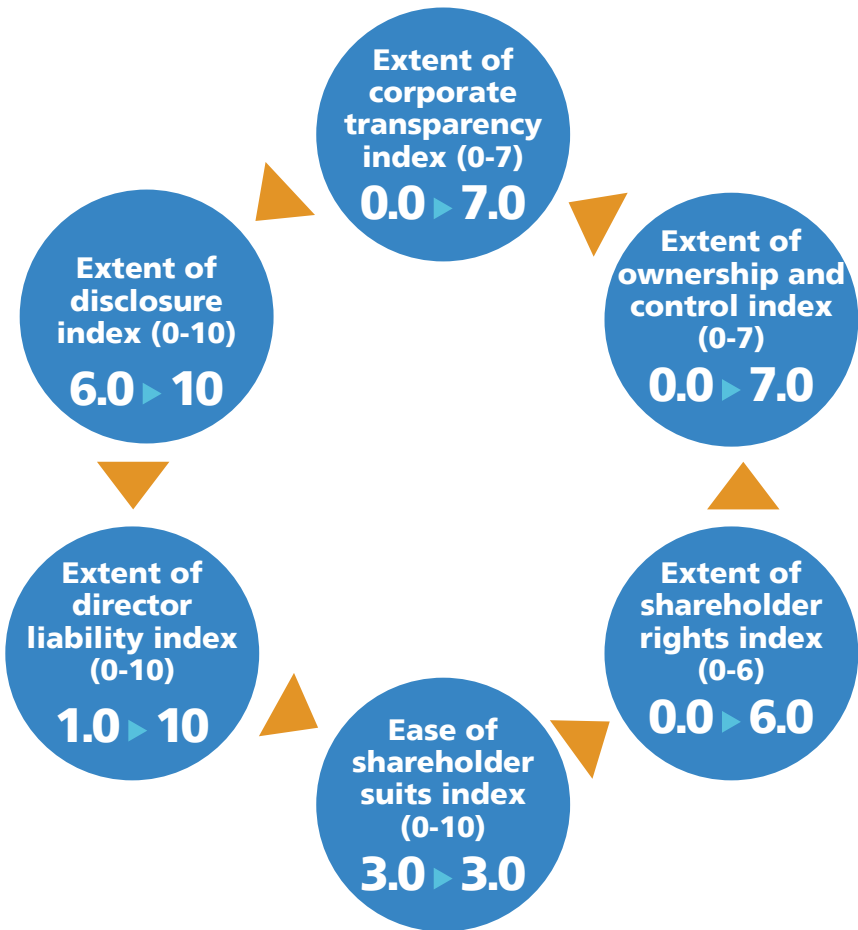 Extent of
corporate
transparency
index (0-7)
0.0 ▶ 7.0
Extent of
disclosure
index (0-10)
6.0 ▶ 10
Extent of
ownership and
control index
(0-7)
0.0 ▶ 7.0
Extent of
director
liability index
(0-10)
1.0 ▶ 10
Extent of
shareholder
rights index
(0-6)
0.0 ▶ 6.0
Ease of
shareholder
suits index
(0-10)
3.0 ▶ 3.0